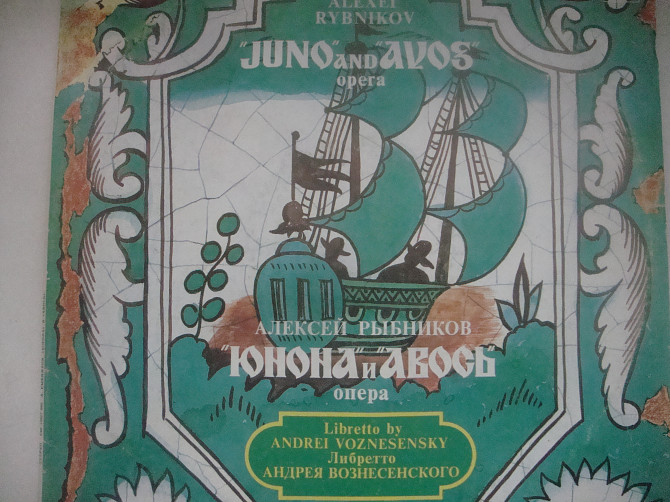 ALEXEI
RYBNIKOV
"JUNO" AND "AVOS"
opera
АЛЕКСЕЙ РЫБНИКОВ
"ЮНОНА" И "АВОСЬ"
опера
Libretto by
ANDREI VOZNESENSKY
Либретто
АНДРЕЯ ВОЗНЕСЕНСКОГО